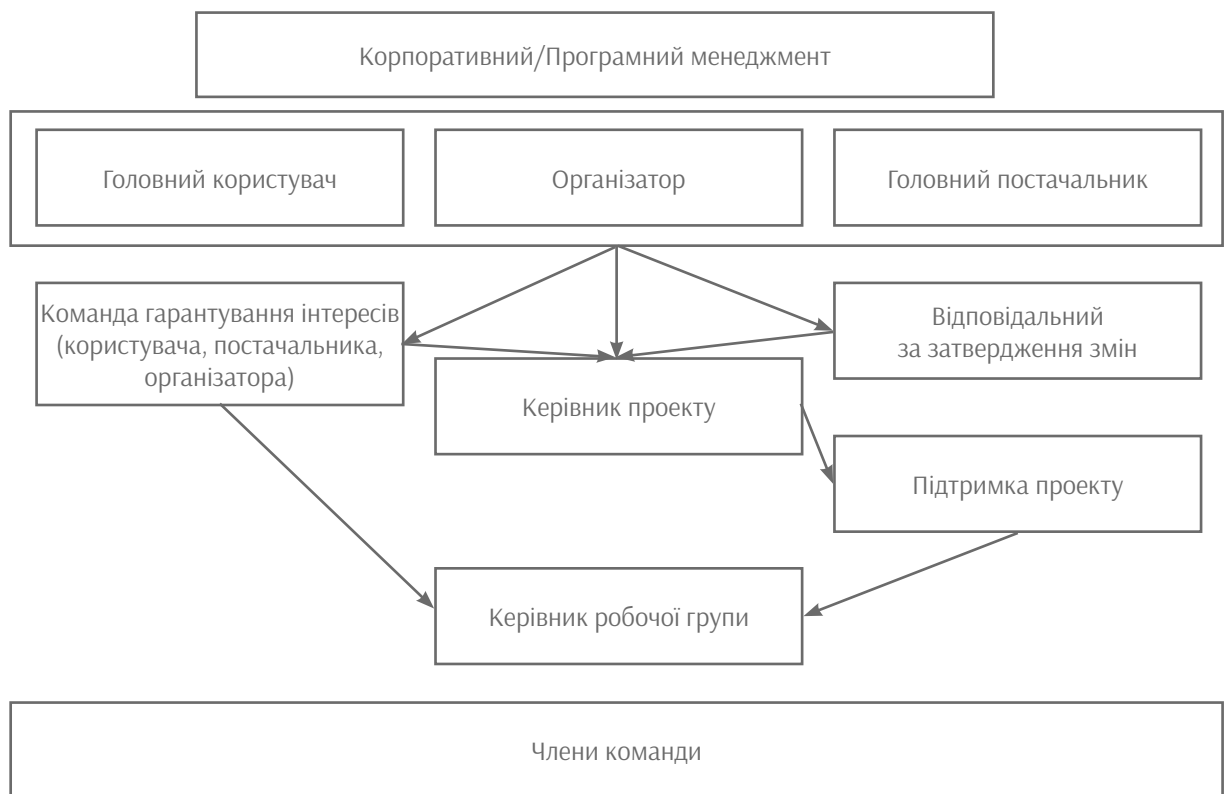 Корпоративний/Програмний менеджмент
Головний користувач
Організатор
Головний постачальник
Команда гарантування інтересів
(користувача, постачальника,
організатора)
Відповідальний
за затвердження змін
Керівник проекту
Підтримка проекту
Керівник робочої групи
Члени команди